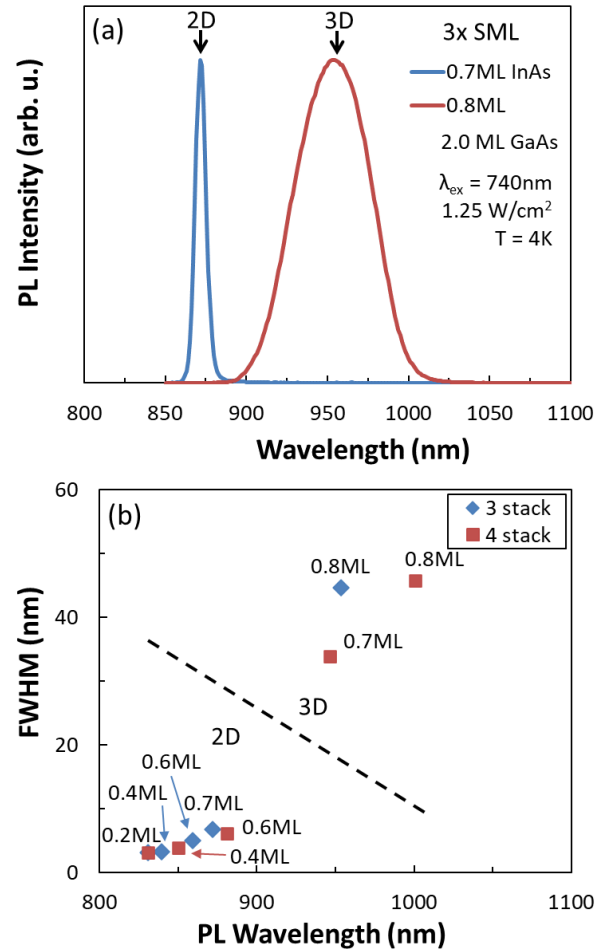 (a)
2D
3D
3x SML
0.7ML InAs
0.8ML
2.0 ML GaAs
λex = 740nm
1.25 W/cm²
T = 4K
PL Intensity (arb. u.)
800
850
900
950
1000
1050
1100
Wavelength (nm)
(b)
3 stack
4 stack
60
40
20
0
FWHM (nm)
0.8ML
0.8ML
0.7ML
3D
2D
0.6ML
0.4ML
0.7ML
0.2ML
0.6ML
0.4ML
800
900
1000
1100
PL Wavelength (nm)